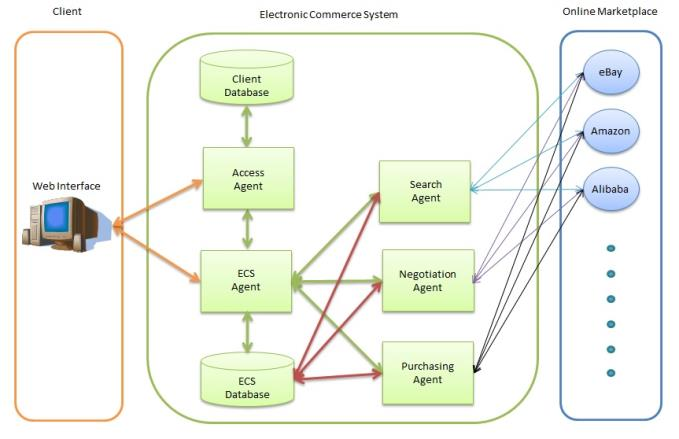 Client
Electronic Commerce System
Online Marketplace
Client
Database
eBay
Amazon
Access
Agent
Search
Agent
Alibaba
Web Interface
ECS
Agent
Negotiation
Agent
Purchasing
Agent
ECS
Database